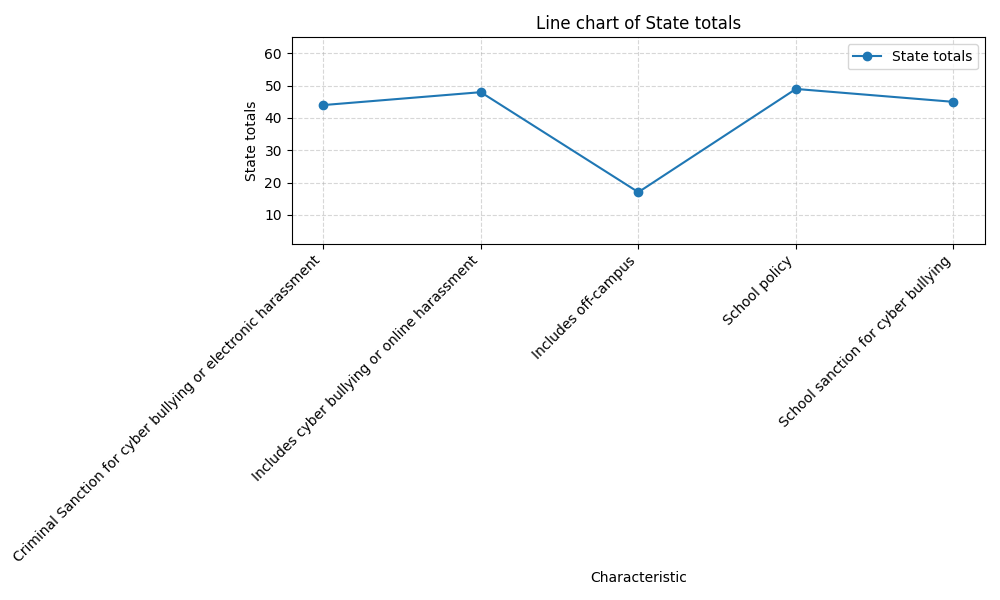 Line chart of State totals
State totals
60
50
40
30
20
10
State totals
Criminal Sanction for cyber bullying or electronic harassment
Includes cyber bullying or online harassment
Includes off-campus
School policy
School sanction for cyber bullying
Characteristic